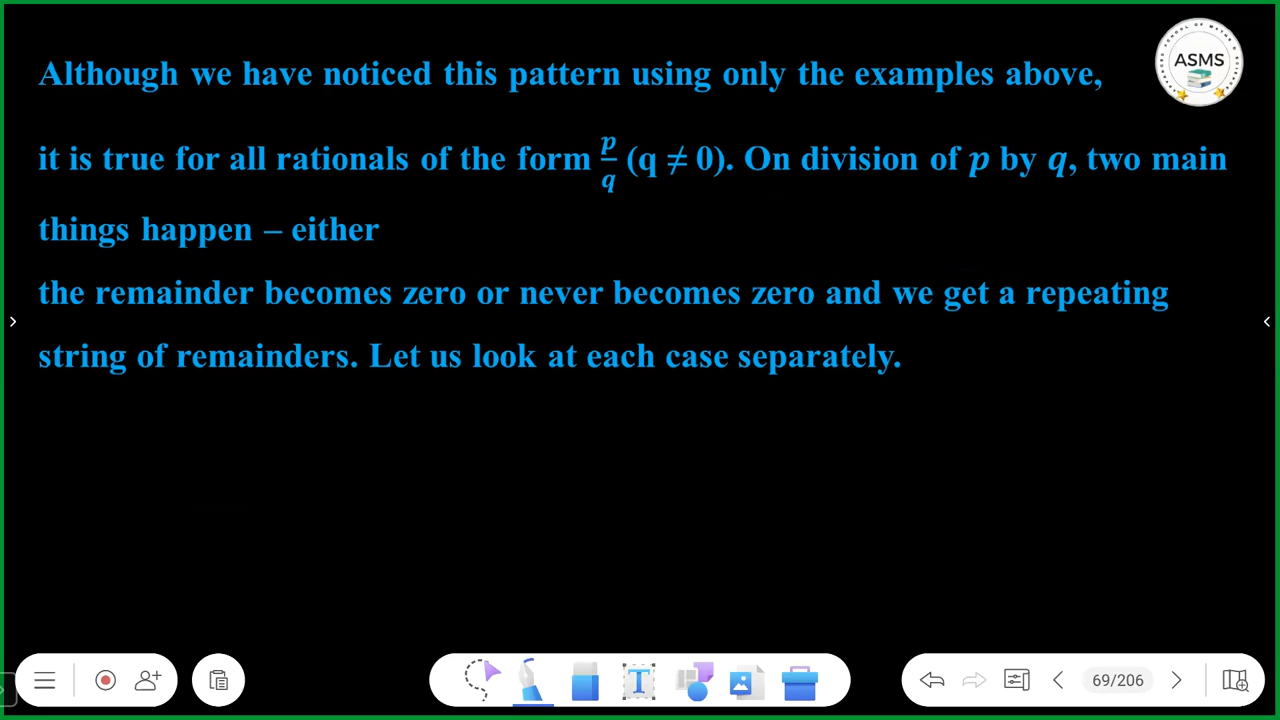 Although we have noticed this pattern using only the examples above,
it is true for all rationals of the form p/q (q ≠ 0). On division of p by q, two main
things happen – either
the remainder becomes zero or never becomes zero and we get a repeating
string of remainders. Let us look at each case separately.
ASMS
69/206